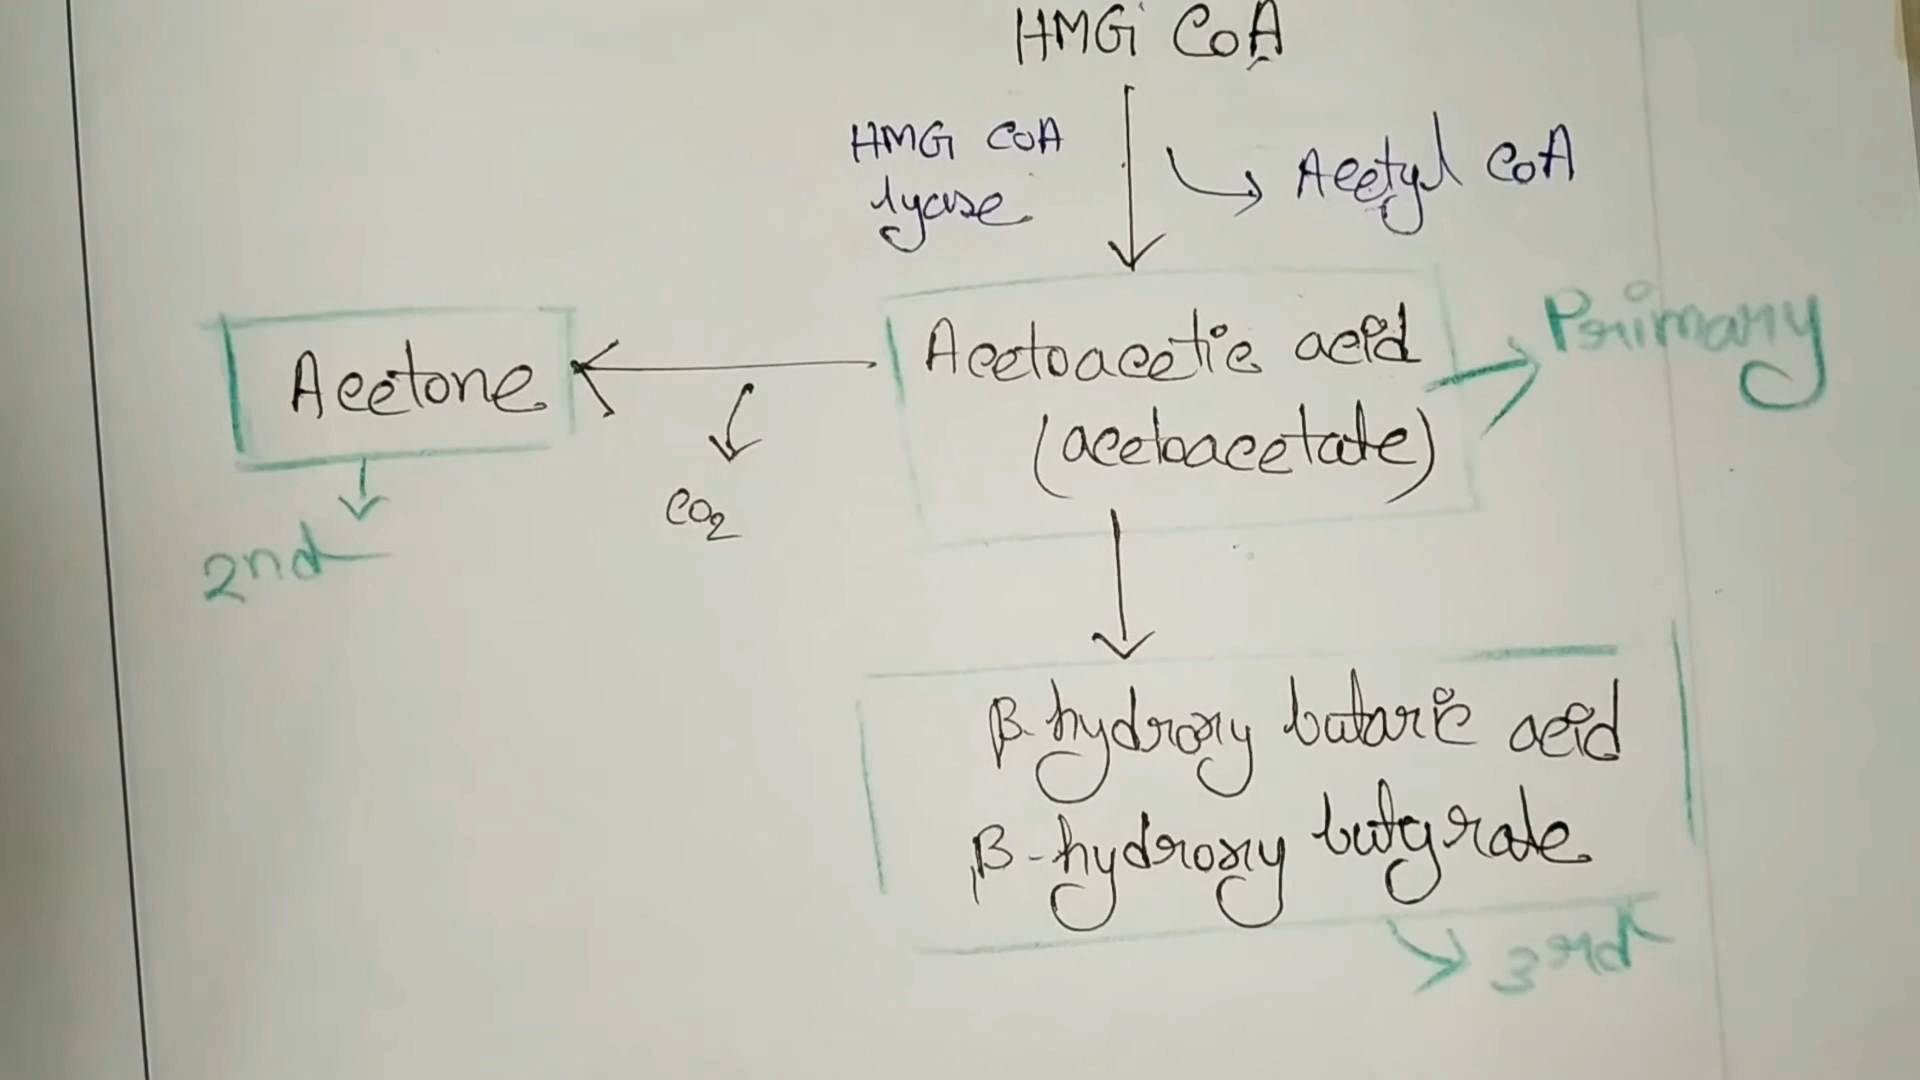 HMG CoA
HMG CoA
lyase
Acetyl CoA
Acetoacetic acid
(acetoacetate)
Primary
Acetone
CO2
2nd
β-hydroxy butaric acid
β-hydroxy butyrate
3rd